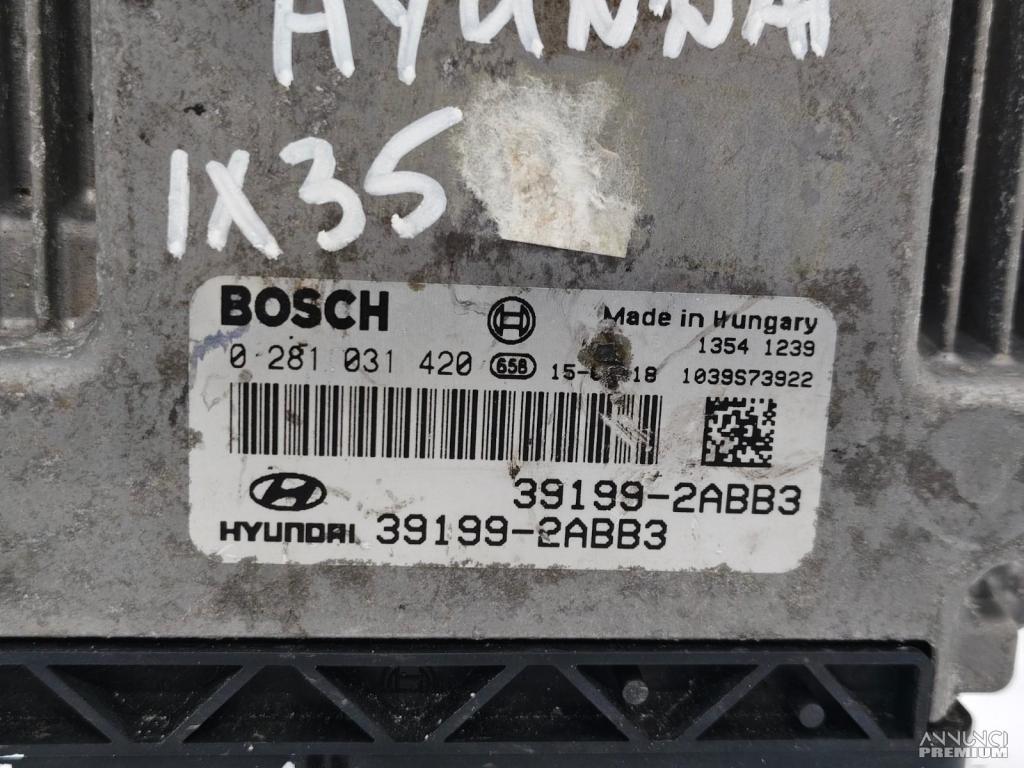 HYUNDAI
IX35
BOSCH
Made in Hungary
1354 1239
0 281 031 420 658 1039S73922
39199-2ABB3
HYUNDAI 39199-2ABB3
ANNUNCI
PREMIUM